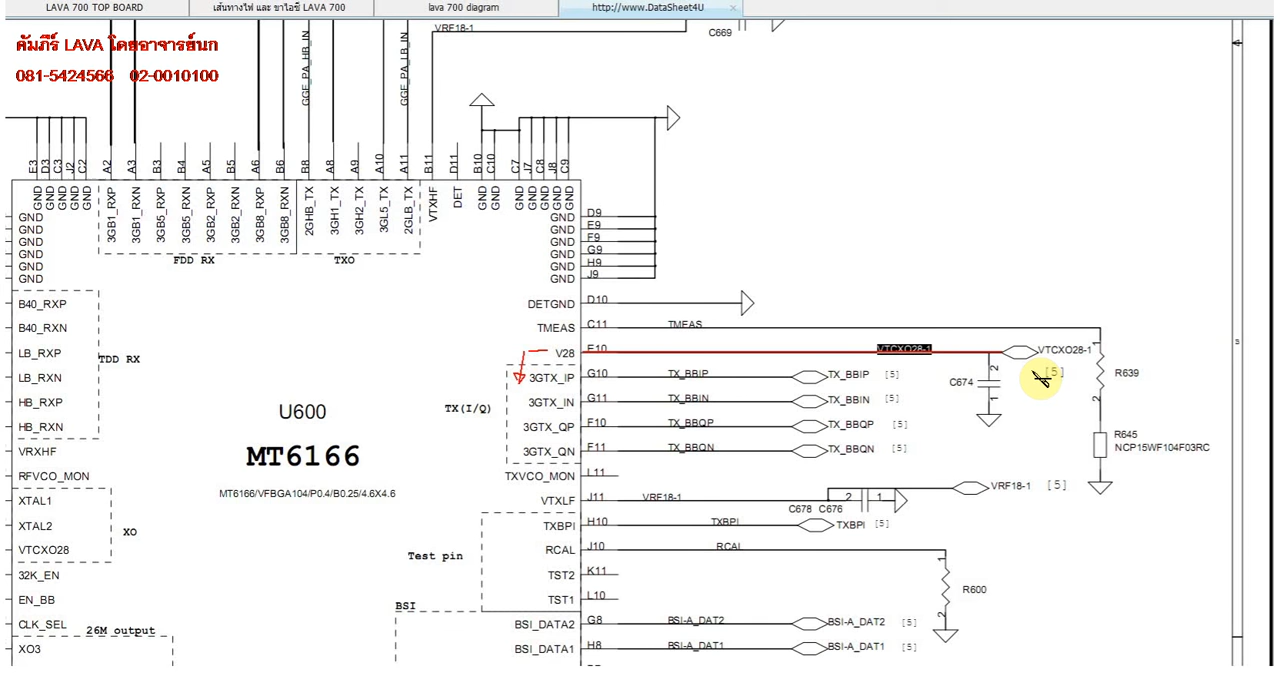 LAVA 700 TOP BOARD
เส้นทางไฟ และ ขาไอซี LAVA 700
lava 700 diagram
http://www.DataSheet4U
คัมภีร์ LAVA โดยอาจารย์นก
081-5424566 02-0010100
VRF18-1
C669
GGE_PA_HB_IN
GGE_PA_LB_IN
E3 D3 C3 J2 C2 A2 A3 B3 B4 A5 B5 A6 B6 B8 A8 A9 A10 A11 B11 D11 B10 C10 C7 J7 C8 J8 C9
GND GND GND GND GND 3GB1_RXP 3GB1_RXN 3GB5_RXP 3GB5_RXN 3GB2_RXP 3GB2_RXN 3GB8_RXP 3GB8_RXN 2GHB_TX 3GH1_TX 3GH2_TX 3GL5_TX 2GLB_TX VTXHF DET GND GND GND GND GND GND GND
GND GND D9
GND GND E9
GND GND F9
GND GND G9
GND GND H9
GND GND J9
FDD RX TXO
B40_RXP DETGND D10
B40_RXN TMEAS C11 TMEAS
LB_RXP V28 E10 VTCXO28-1 VTCXO28-1 [5]
TDD RX
LB_RXN 3GTX_IP G10 TX_BBIP TX_BBIP [5]
C674 2 1
1 R639 2
HB_RXP 3GTX_IN G11 TX_BBIN TX_BBIN [5]
U600 TX(I/Q)
HB_RXN 3GTX_QP F10 TX_BBQP TX_BBQP [5]
R645
NCP15WF104F03RC
VRXHF 3GTX_QN F11 TX_BBQN TX_BBQN [5]
MT6166
RFVCO_MON TXVCO_MON L11
MT6166/VFBGA104/P0.4/B0.25/4.6X4.6
VRF18-1 [5]
XTAL1 VTXLF J11 VRF18-1 2 1
C678 C676
XTAL2 TXBPI H10 TXBPI TXBPI [5]
XO
VTCXO28 RCAL J10 RCAL
Test pin
32K_EN TST2 K11
1 R600 2
EN_BB TST1 L10
BSI
CLK_SEL BSI_DATA2 G8 BSI-A_DAT2 BSI-A_DAT2 [5]
26M output
XO3 BSI_DATA1 H8 BSI-A_DAT1 BSI-A_DAT1 [5]